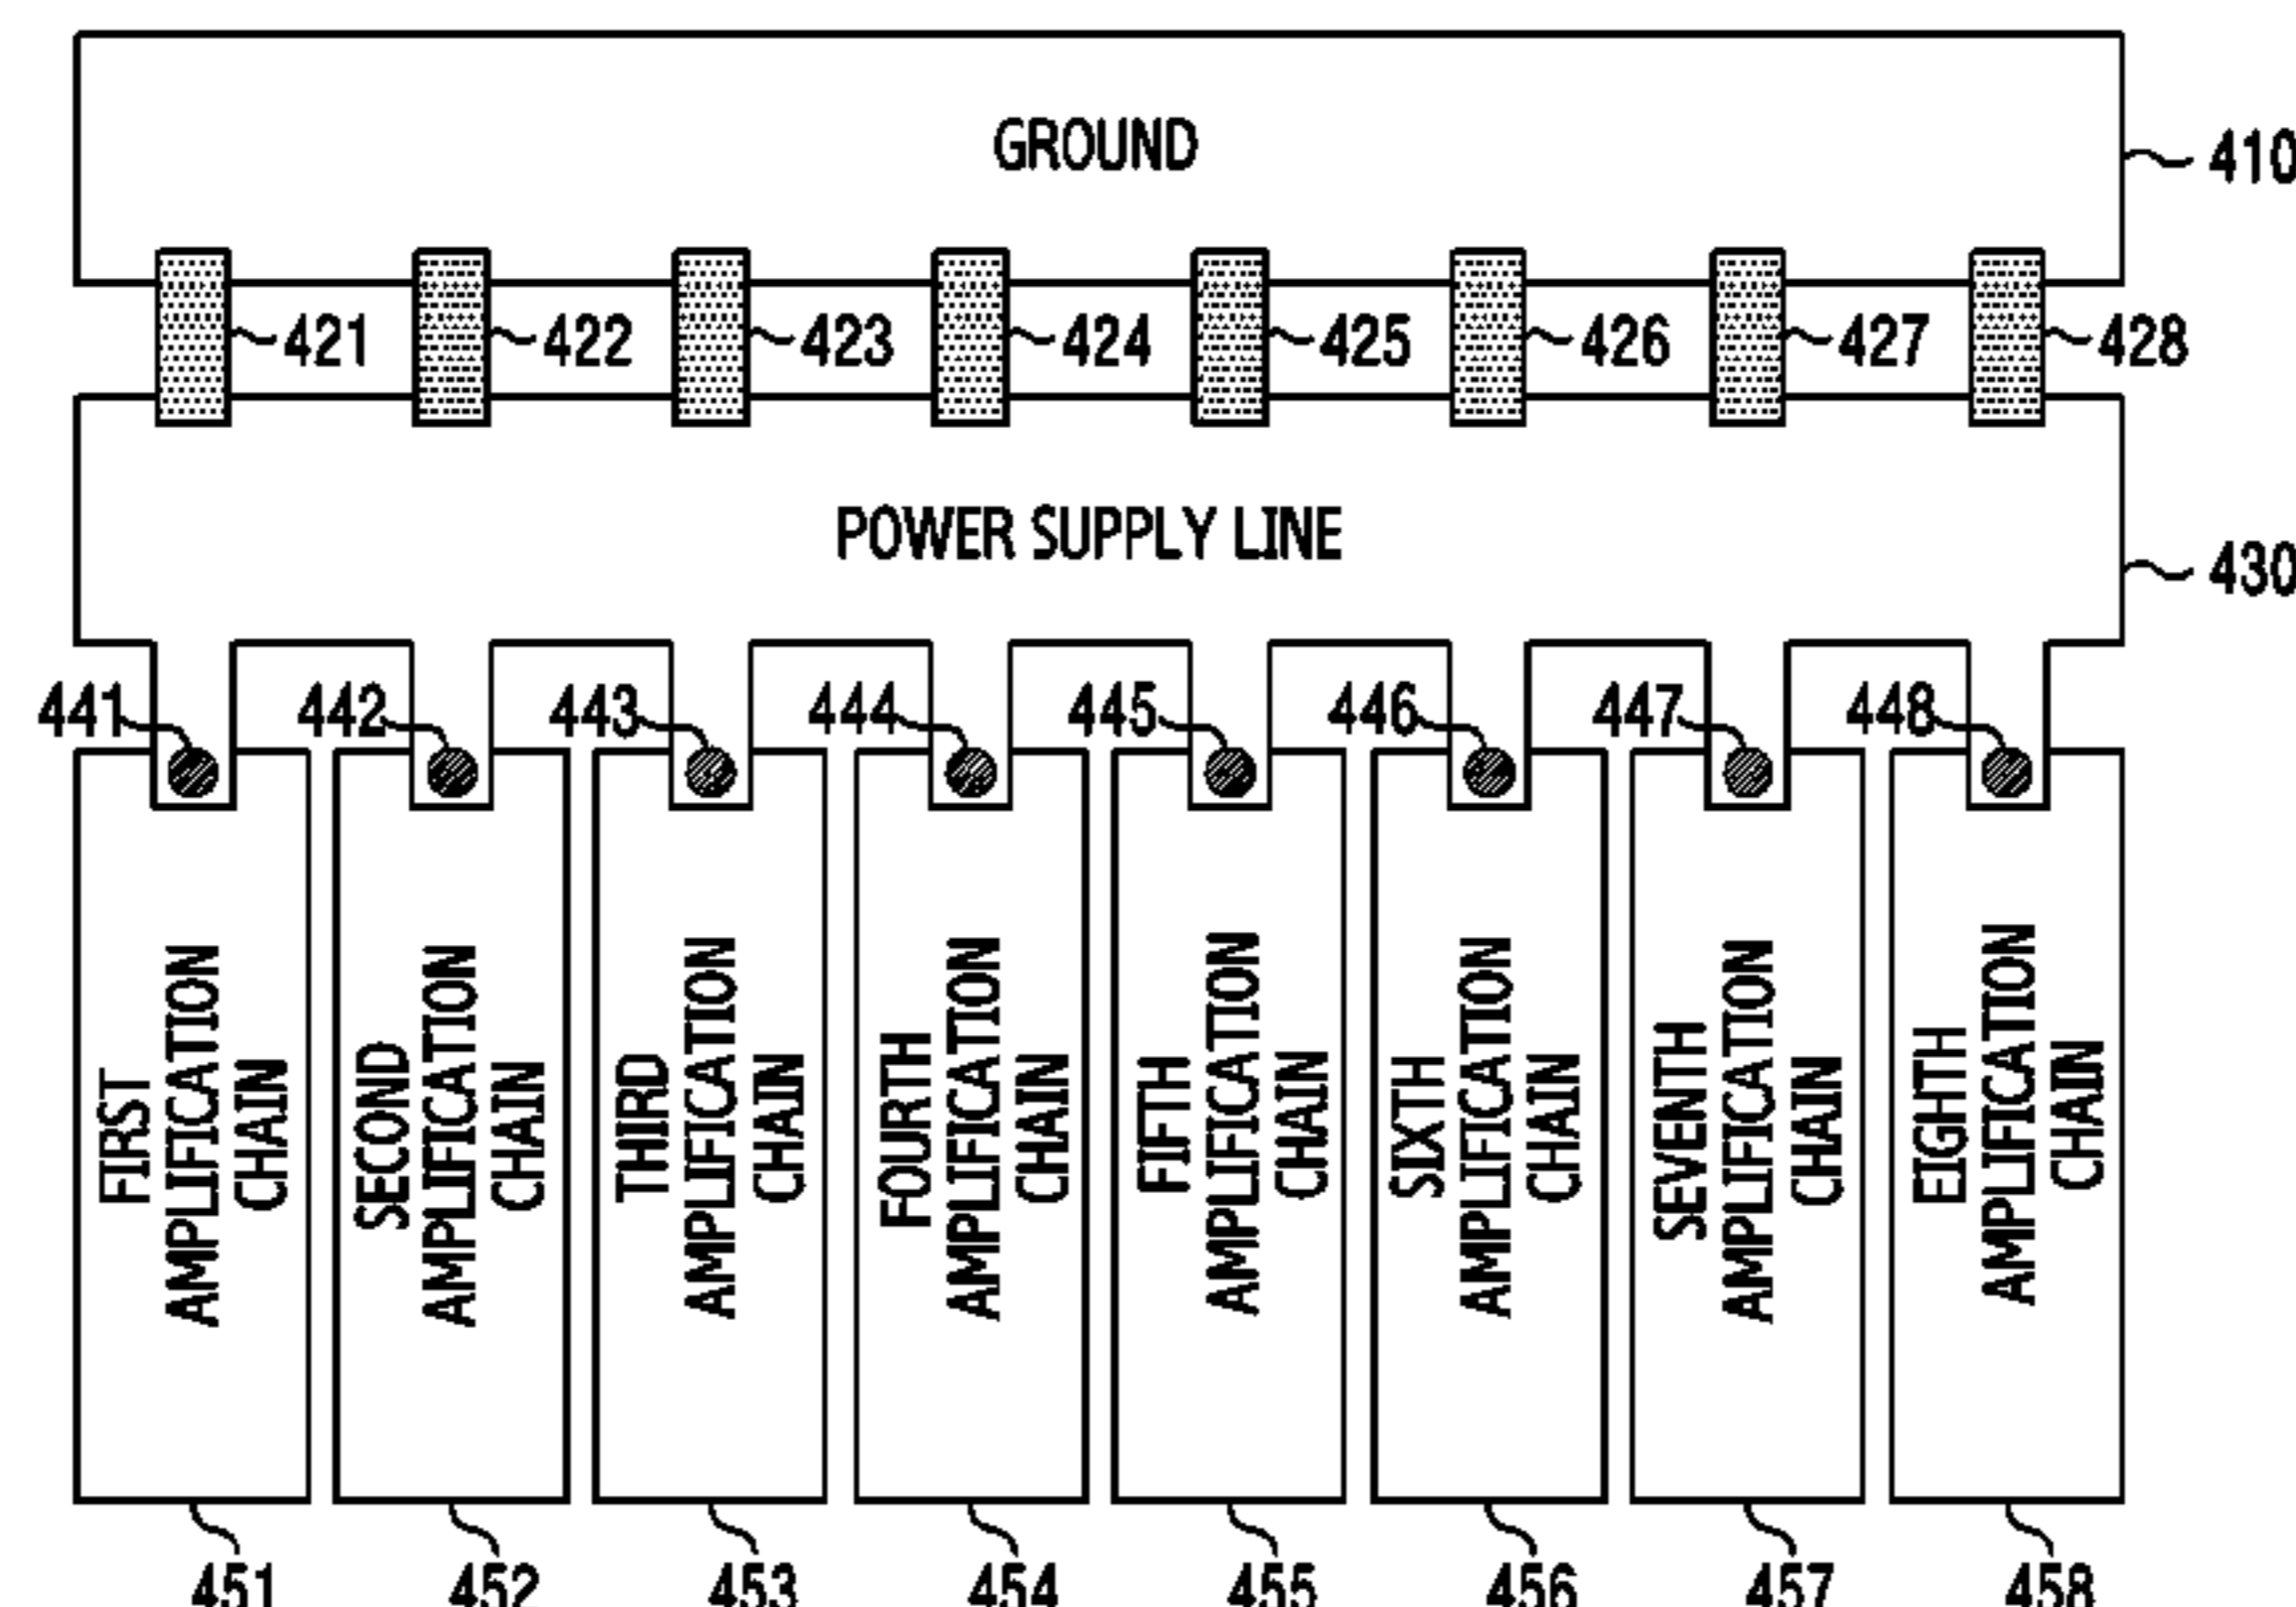 GROUND
410
421 422 423 424 425 426 427 428
POWER SUPPLY LINE
430
441 442 443 444 445 446 447 448
FIRST
AMPLIFICATION
CHAIN
SECOND
AMPLIFICATION
CHAIN
THIRD
AMPLIFICATION
CHAIN
FOURTH
AMPLIFICATION
CHAIN
FIFTH
AMPLIFICATION
CHAIN
SIXTH
AMPLIFICATION
CHAIN
SEVENTH
AMPLIFICATION
CHAIN
EIGHTH
AMPLIFICATION
CHAIN
451 452 453 454 455 456 457 458